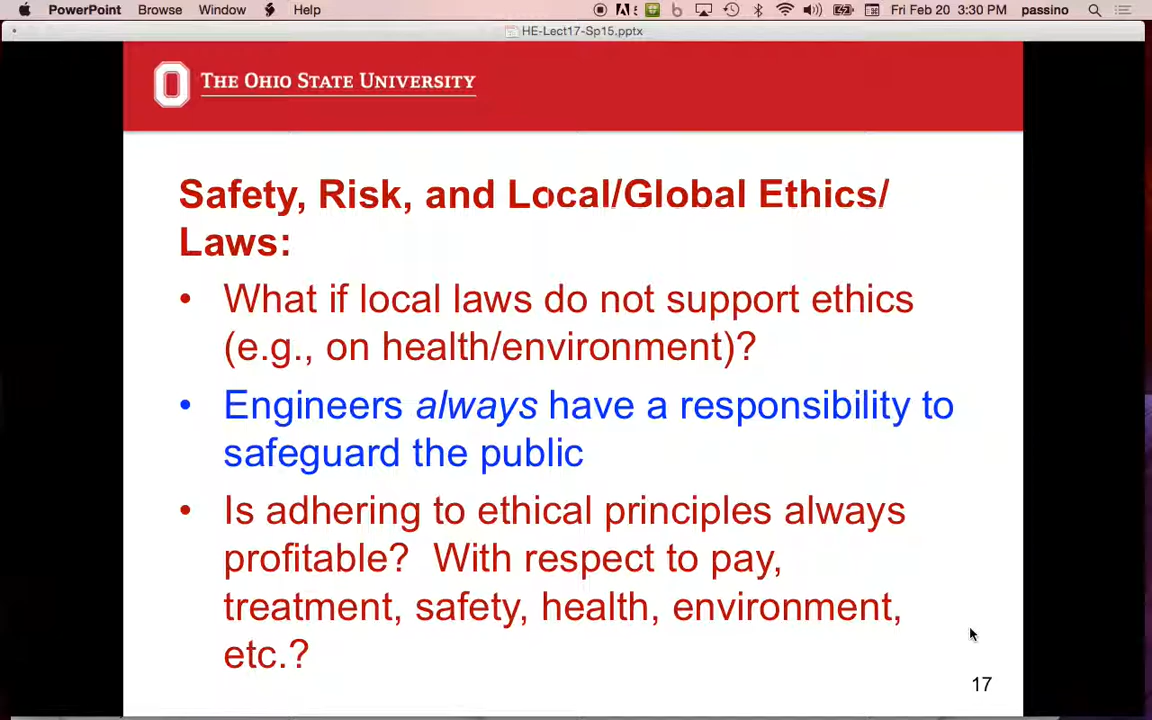 PowerPoint Browse Window Help Fri Feb 20 3:30 PM passino
HE-Lect17-Sp15.pptx
THE OHIO STATE UNIVERSITY
Safety, Risk, and Local/Global Ethics/
Laws:
• What if local laws do not support ethics
(e.g., on health/environment)?
• Engineers always have a responsibility to
safeguard the public
• Is adhering to ethical principles always
profitable? With respect to pay,
treatment, safety, health, environment,
etc.?
17